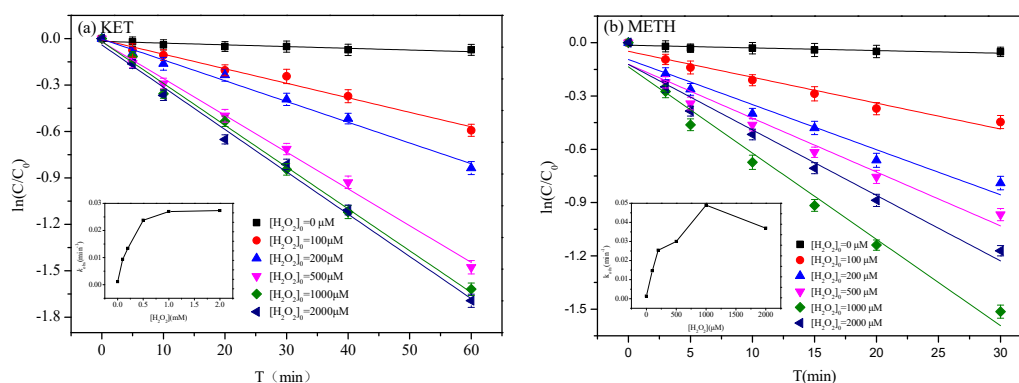 (a) KET
0.0
-0.3
-0.6
-0.9
-1.2
-1.5
-1.8
ln(C/C₀)
0 10 20 30 40 50 60
T（min）
[H₂O₂]₀=0 μM
[H₂O₂]₀=100μM
[H₂O₂]₀=200μM
[H₂O₂]₀=500μM
[H₂O₂]₀=1000μM
[H₂O₂]₀=2000μM
0.03
0.02
0.01
0.00
(min⁻¹)
0.0 0.5 1.0 1.5 2.0
[H₂O₂](mM)
(b) METH
0.0
-0.3
-0.6
-0.9
-1.2
-1.5
ln(C/C₀)
0 5 10 15 20 25 30
T(min)
[H₂O₂]₀=0 μM
[H₂O₂]₀=100 μM
[H₂O₂]₀=200 μM
[H₂O₂]₀=500 μM
[H₂O₂]₀=1000 μM
[H₂O₂]₀=2000 μM
0.05
0.04
0.03
0.02
0.01
0.00
(min⁻¹)
0 500 1000 1500 2000
[H₂O₂](μM)